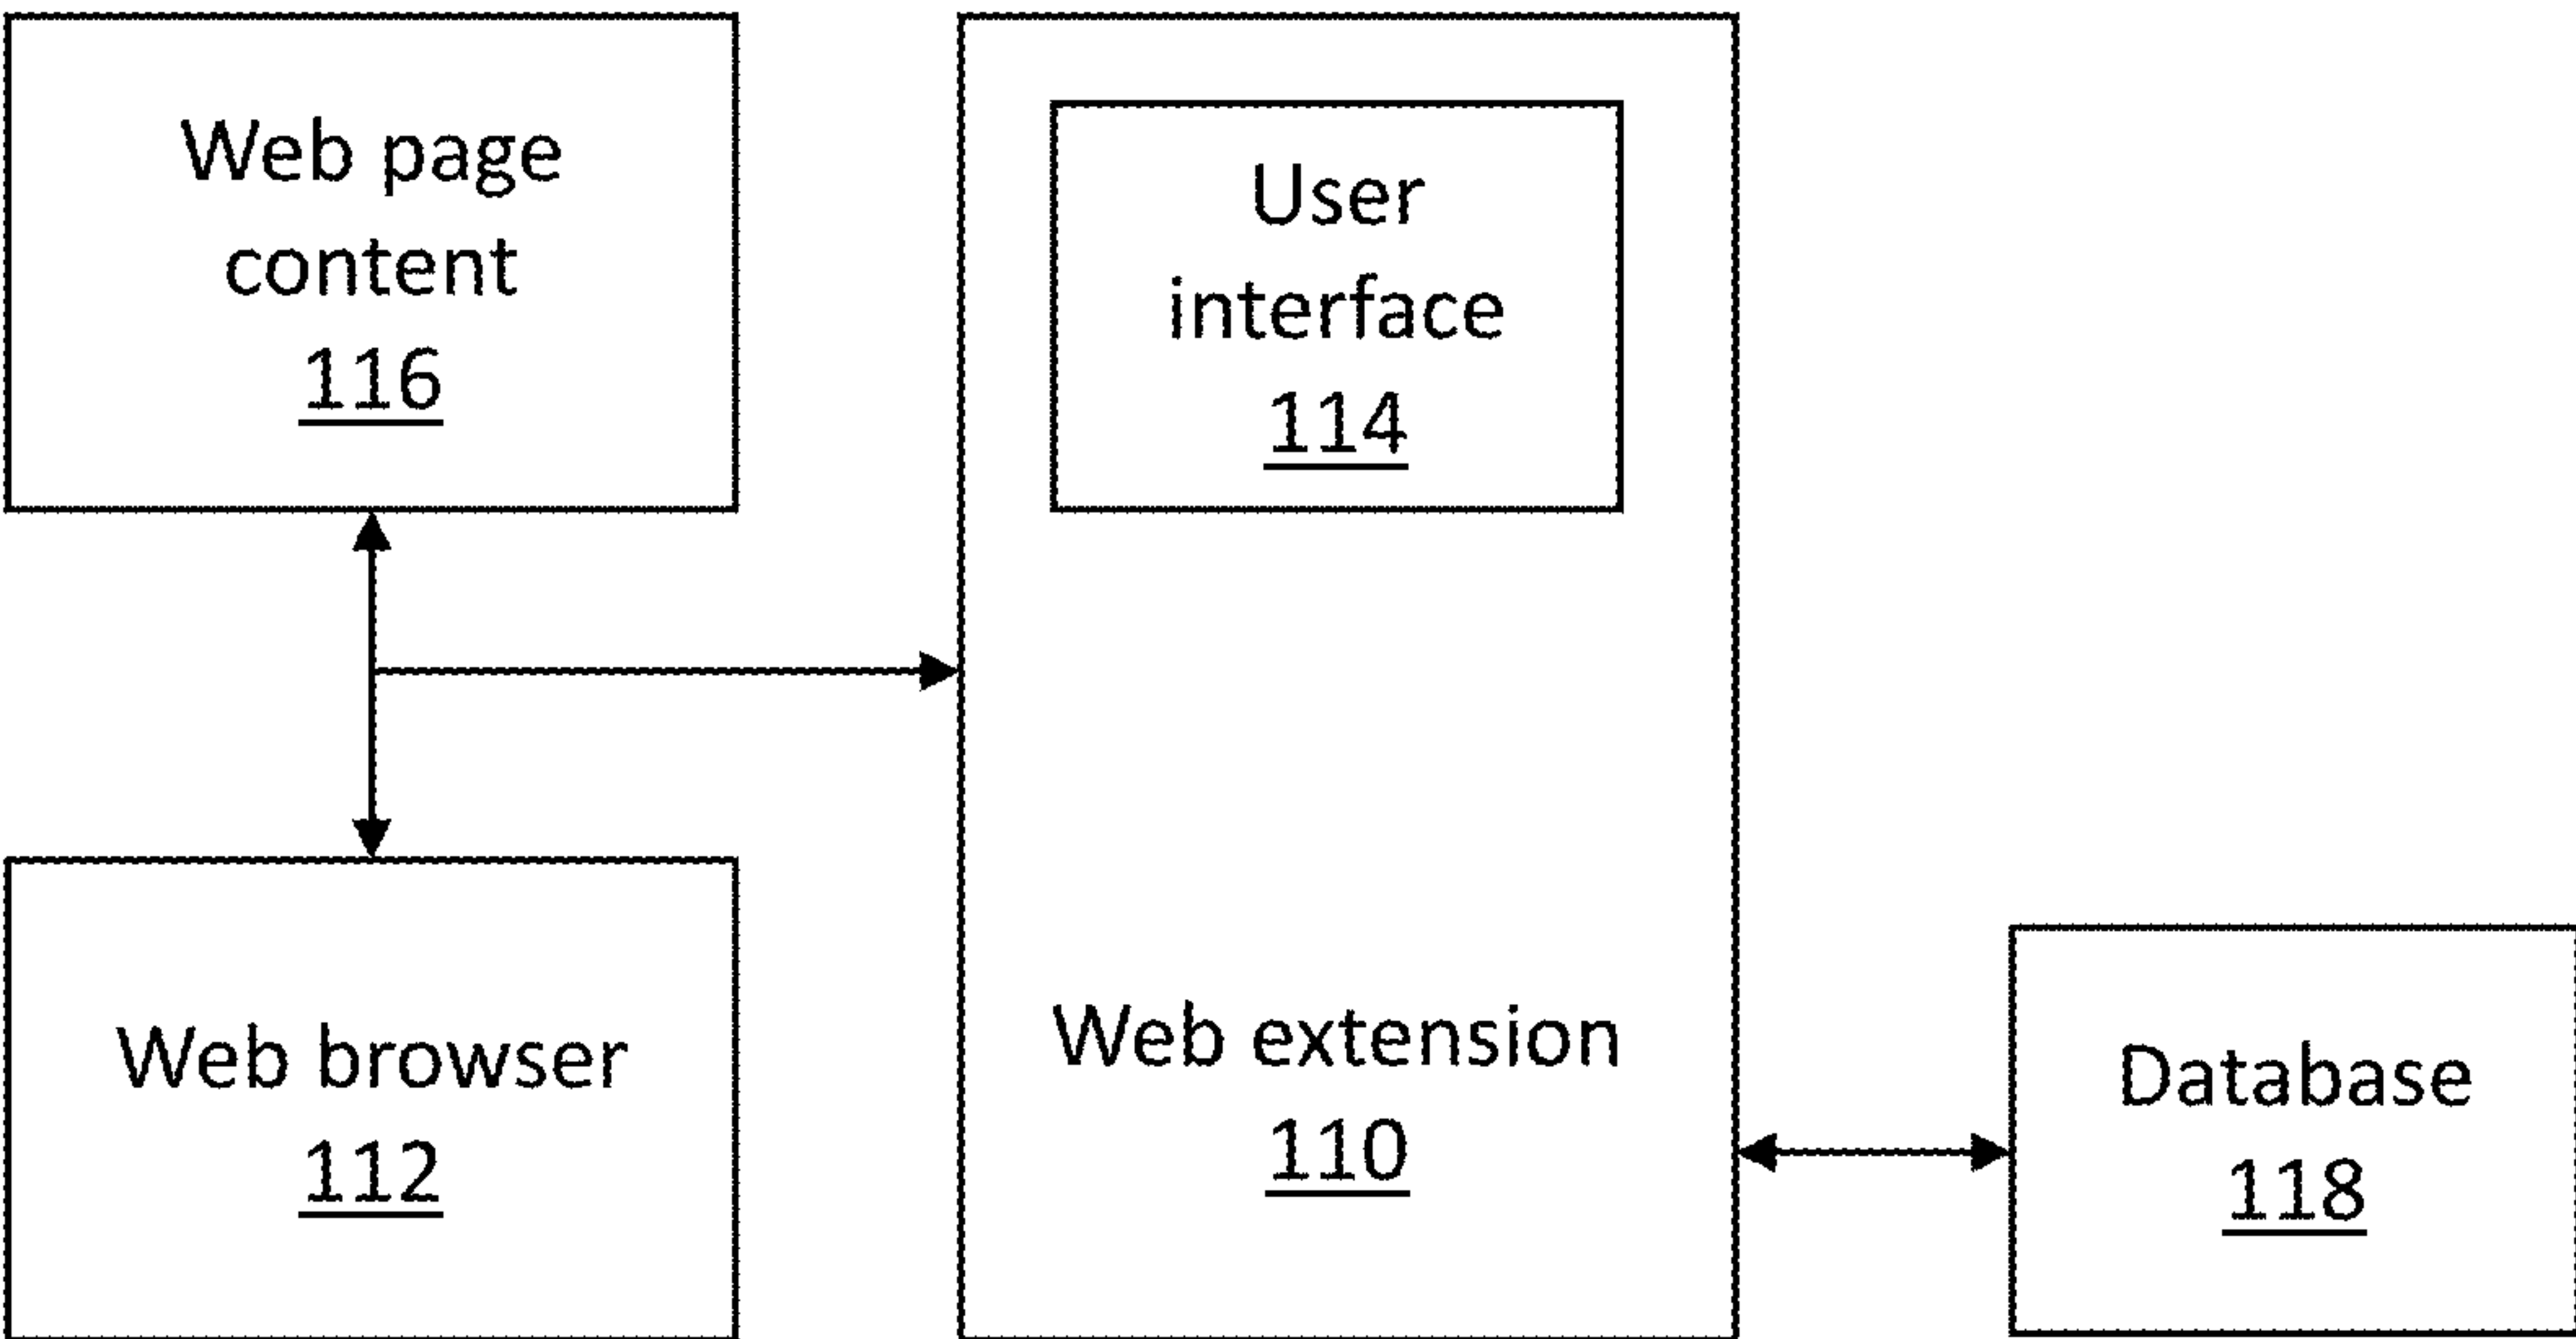 Web page
content
116
User
interface
114
Web browser
112
Web extension
110
Database
118